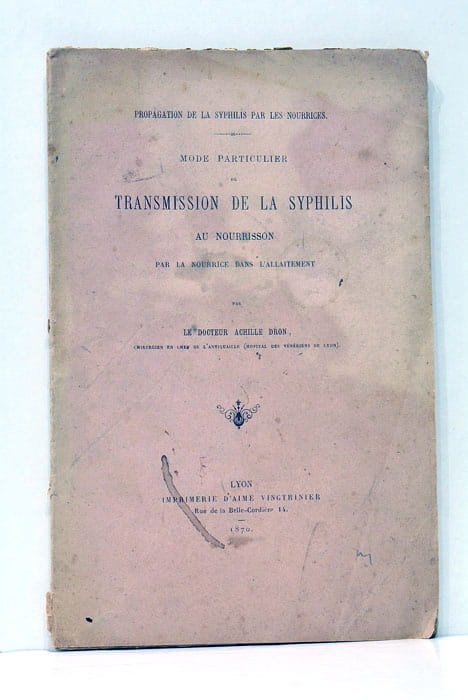 PROPAGATION DE LA SYPHILIS PAR LES NOURRICES.
MODE PARTICULIER
DE
TRANSMISSION DE LA SYPHILIS
AU NOURRISSON
PAR LA NOURRICE DANS L'ALLAITEMENT
PAR
LE DOCTEUR ACHILLE DRON,
CHIRURGIEN EN CHEF DE L'ANTIQUAILLE (HOPITAL DES VÉNÉRIENS DE LYON).
LYON
IMPRIMERIE D'AIMÉ VINGTRINIER
Rue de la Belle-Cordière 14.
1870.